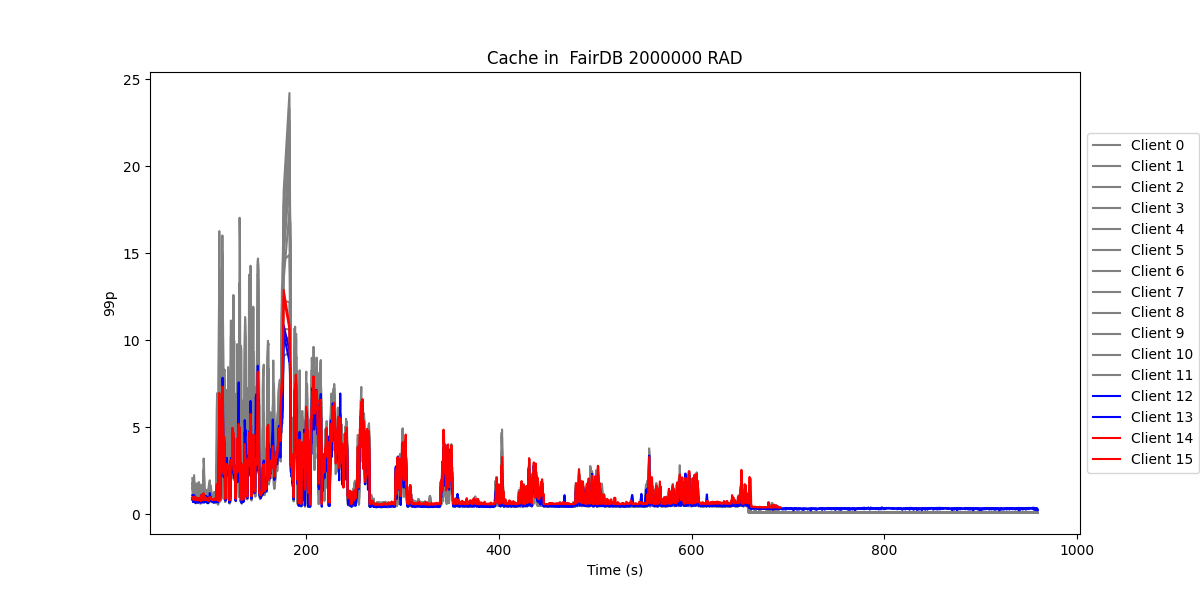 Cache in  FairDB 2000000 RAD
25
20
15
10
5
0
99p
200
400
600
800
1000
Time (s)
Client 0
Client 1
Client 2
Client 3
Client 4
Client 5
Client 6
Client 7
Client 8
Client 9
Client 10
Client 11
Client 12
Client 13
Client 14
Client 15